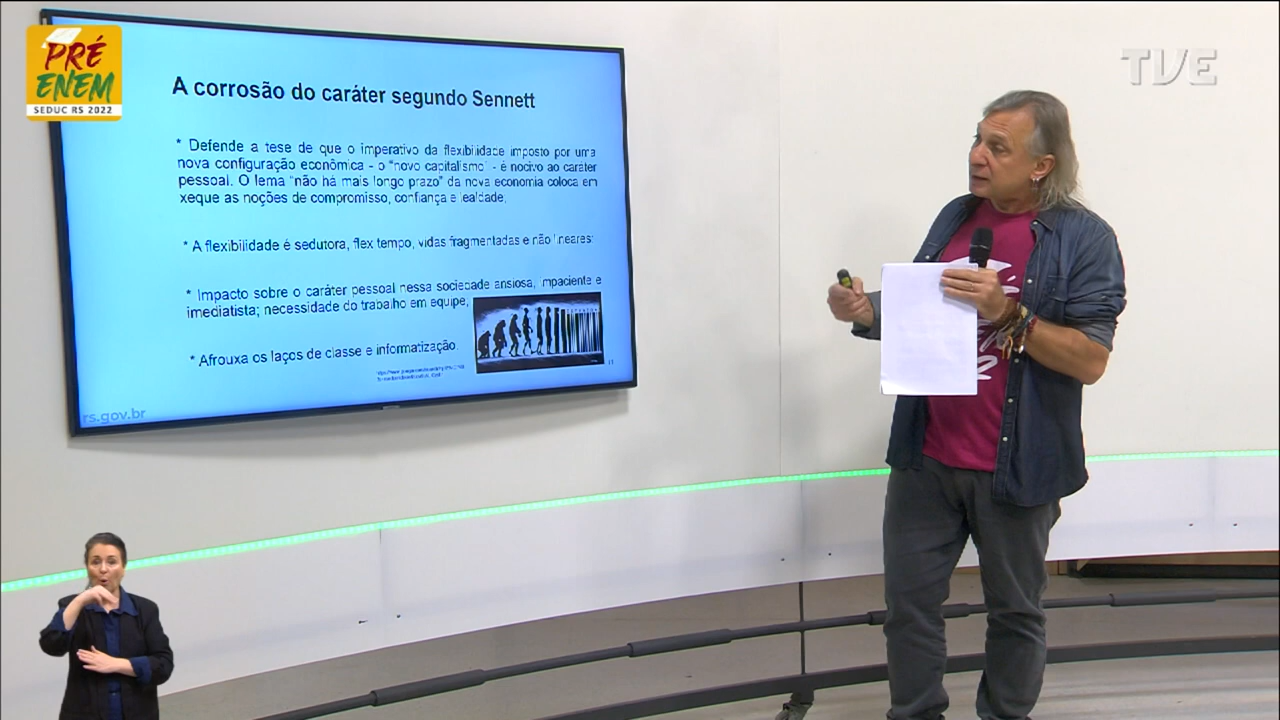 PRÉ
ENEM
SEDUC RS 2022
TVE
A corrosão do caráter segundo Sennett
* Defende a tese de que o imperativo da flexibilidade imposto por uma
nova configuração econômica - o "novo capitalismo" - é nocivo ao caráter
pessoal. O lema "não há mais longo prazo" da nova economia coloca em
xeque as noções de compromisso, confiança e lealdade;
* A flexibilidade é sedutora, flex tempo, vidas fragmentadas e não lineares;
* Impacto sobre o caráter pessoal nessa sociedade ansiosa, impaciente e
imediatista; necessidade do trabalho em equipe;
* Afrouxa os laços de classe e informatização.
rs.gov.br